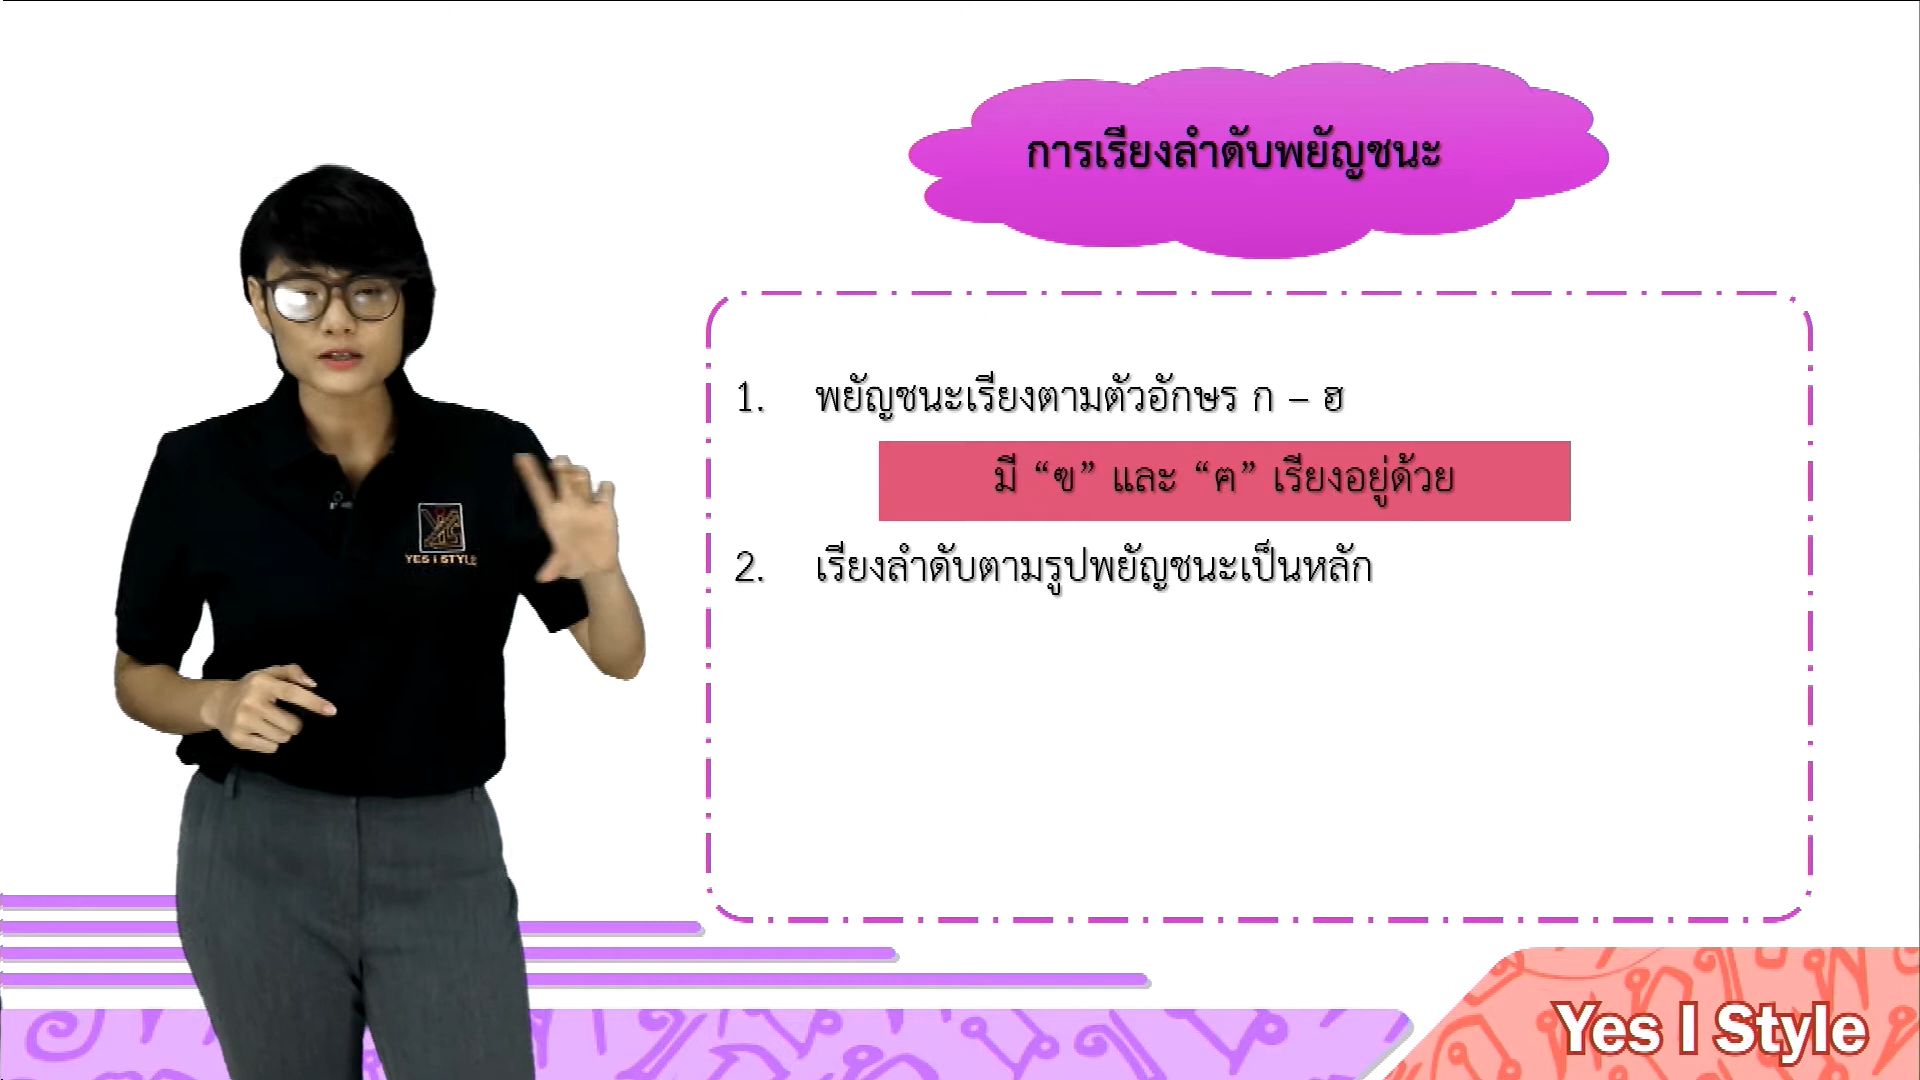 การเรียงลำดับพยัญชนะ
1. พยัญชนะเรียงตามตัวอักษร ก – ฮ
มี “ฃ” และ “ฅ” เรียงอยู่ด้วย
2. เรียงลำดับตามรูปพยัญชนะเป็นหลัก
YES I STYLE
Yes I Style